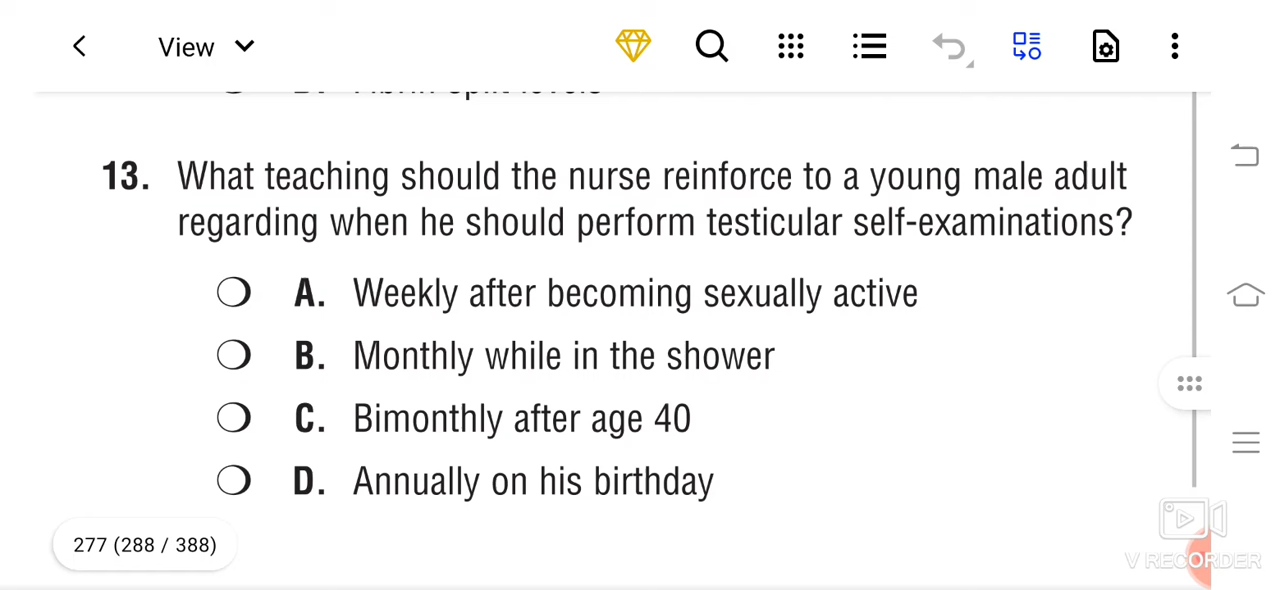 View
13. What teaching should the nurse reinforce to a young male adult
regarding when he should perform testicular self-examinations?
A. Weekly after becoming sexually active
B. Monthly while in the shower
C. Bimonthly after age 40
D. Annually on his birthday
277 (288 / 388)
V RECORDER